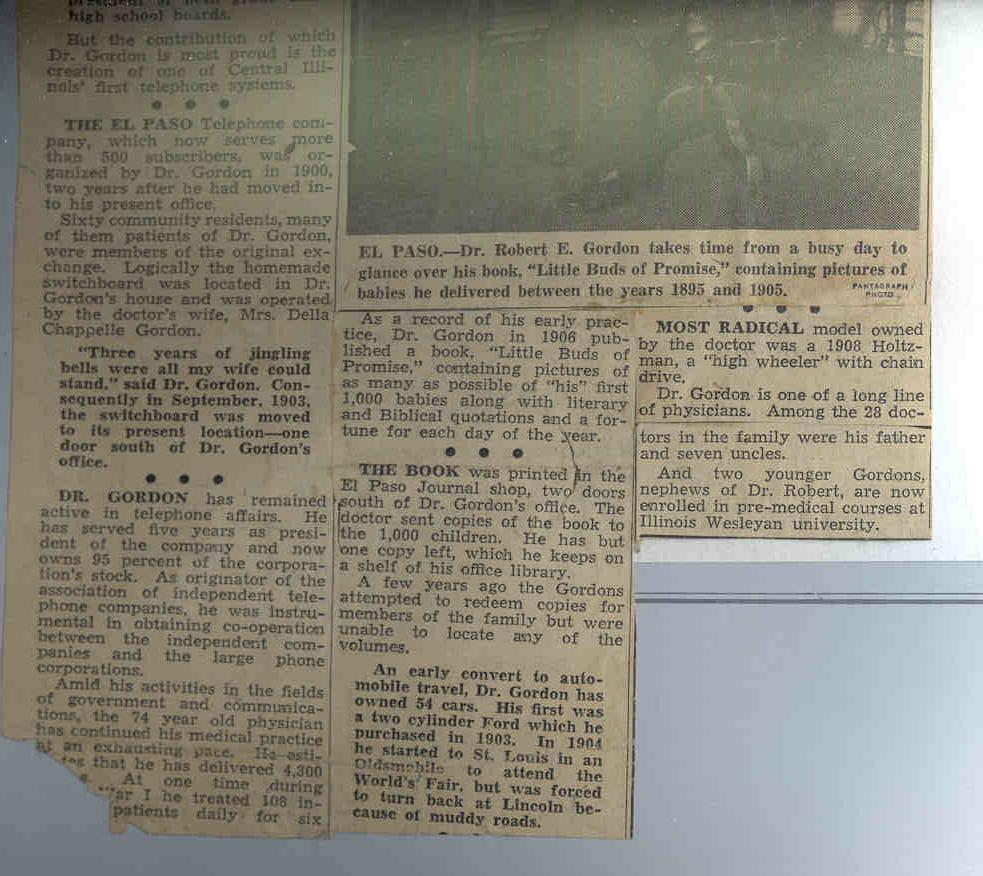 high school boards.
But the contribution of which
Dr. Gordon is most proud is the
creation of one of Central Illi-
nois' first telephone systems.
● ● ●
THE EL PASO Telephone com-
pany, which now serves more
than 500 subscribers, was or-
ganized by Dr. Gordon in 1900,
two years after he had moved in-
to his present office.
Sixty community residents, many
of them patients of Dr. Gordon,
were members of the original ex-
change. Logically the homemade
switchboard was located in Dr.
Gordon's house and was operated
by the doctor's wife, Mrs. Della
Chappelle Gordon.
"Three years of jingling
bells were all my wife could
stand," said Dr. Gordon. Con-
sequently in September, 1903,
the switchboard was moved
to its present location—one
door south of Dr. Gordon's
office.
● ● ●
DR. GORDON has remained
active in telephone affairs. He
has served five years as presi-
dent of the company and now
owns 95 percent of the corpora-
tion's stock. As originator of the
association of independent tele-
phone companies, he was instru-
mental in obtaining co-operation
between the independent com-
panies and the large phone
corporations.
Amid his activities in the fields
of government and communica-
tions, the 74 year old physician
has continued his medical practice
at an exhausting pace. He esti-
tes that he has delivered 4,300
At one time during
ar I he treated 108 in-
patients daily for six
EL PASO.—Dr. Robert E. Gordon takes time from a busy day to
glance over his book, "Little Buds of Promise," containing pictures of
babies he delivered between the years 1895 and 1905.
PANTAGRAPH
PHOTO
As a record of his early prac-
tice, Dr. Gordon in 1906 pub-
lished a book, "Little Buds of
Promise," containing pictures of
as many as possible of "his" first
1,000 babies along with literary
and Biblical quotations and a for-
tune for each day of the year.
● ● ●
THE BOOK was printed in the
El Paso Journal shop, two doors
south of Dr. Gordon's office. The
doctor sent copies of the book to
the 1,000 children. He has but
one copy left, which he keeps on
a shelf of his office library.
A few years ago the Gordons
attempted to redeem copies for
members of the family but were
unable to locate any of the
volumes.
An early convert to auto-
mobile travel, Dr. Gordon has
owned 54 cars. His first was
a two cylinder Ford which he
purchased in 1903. In 1904
he started to St. Louis in an
Oldsmobile to attend the
World's Fair, but was forced
to turn back at Lincoln be-
cause of muddy roads.
● ● ●
MOST RADICAL model owned
by the doctor was a 1908 Holtz-
man, a "high wheeler" with chain
drive.
Dr. Gordon is one of a long line
of physicians. Among the 28 doc-
tors in the family were his father
and seven uncles.
And two younger Gordons,
nephews of Dr. Robert, are now
enrolled in pre-medical courses at
Illinois Wesleyan university.